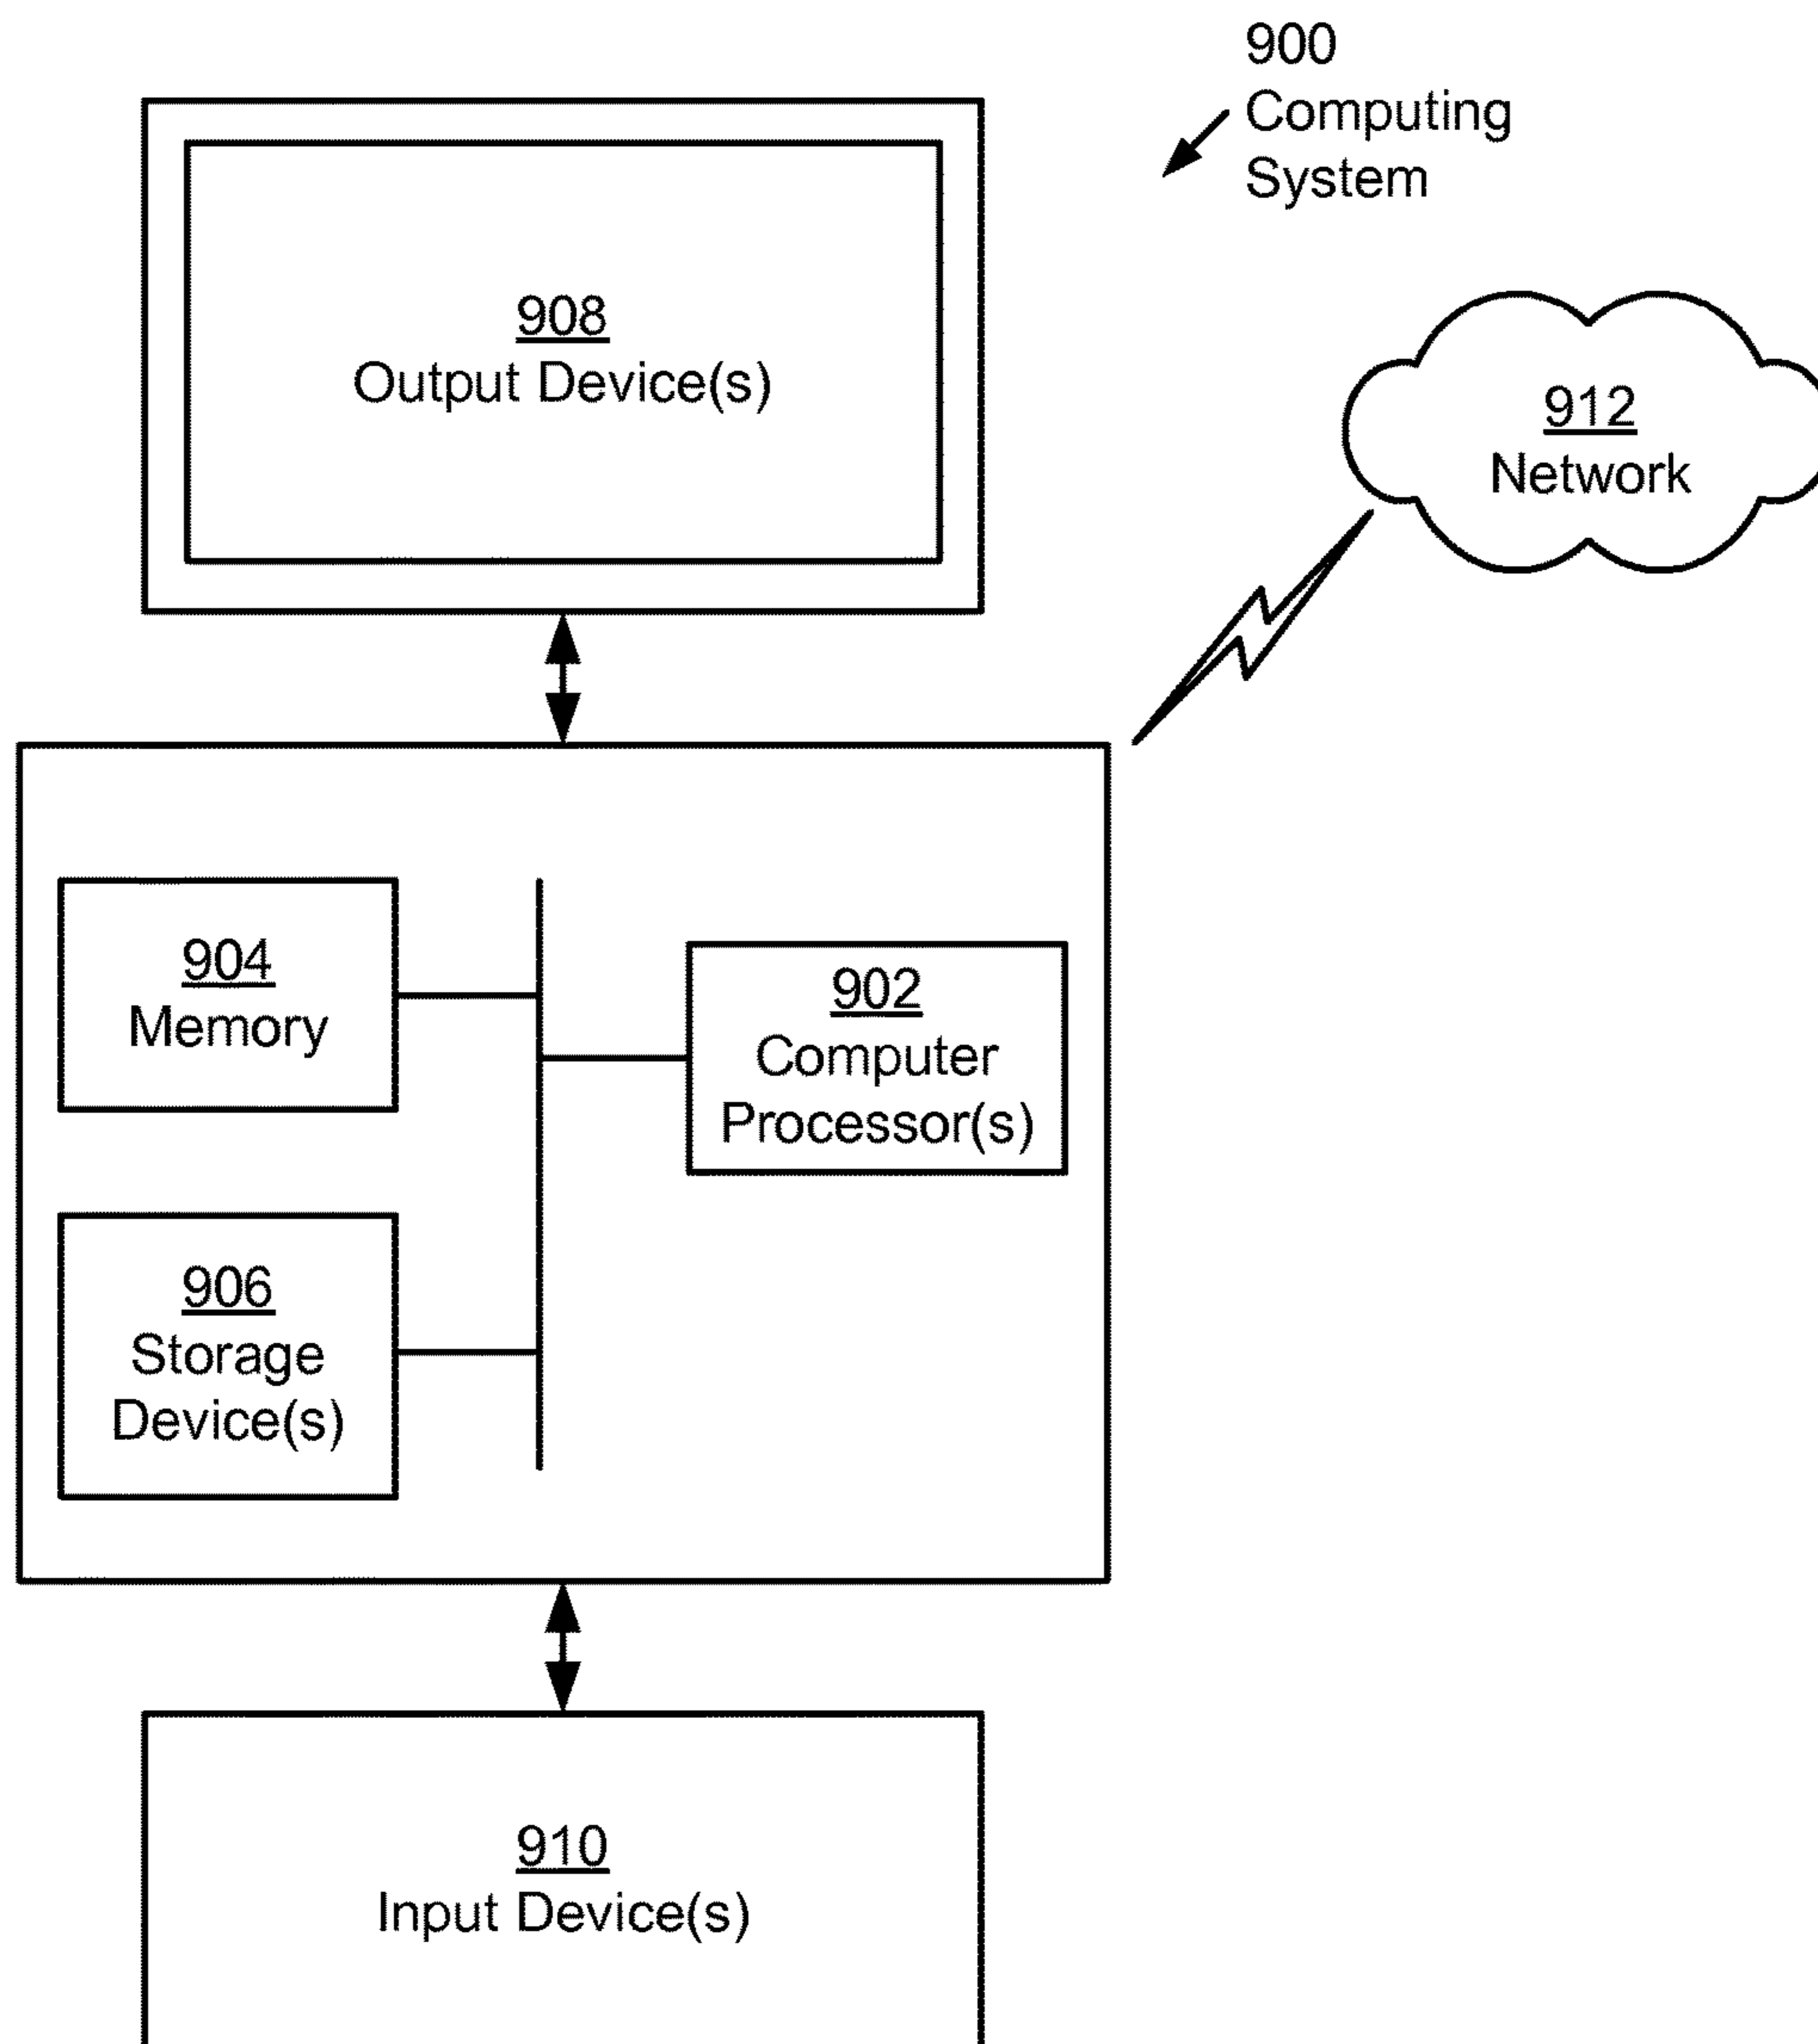 900
Computing
System
908
Output Device(s)
912
Network
904
Memory
902
Computer
Processor(s)
906
Storage
Device(s)
910
Input Device(s)